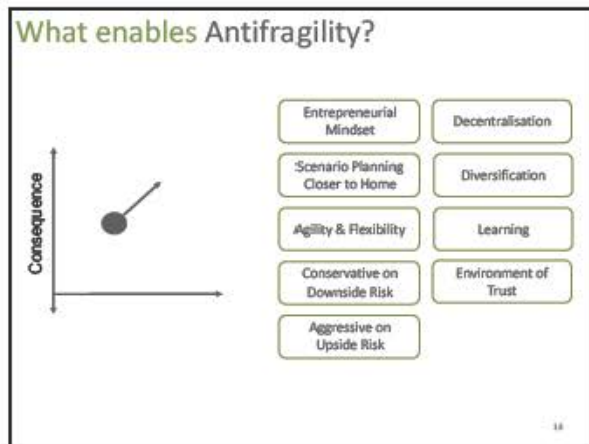 What enables Antifragility?
Consequence
Entrepreneurial
Mindset
Decentralisation
Scenario Planning
Closer to Home
Diversification
Agility & Flexibility
Learning
Conservative on
Downside Risk
Environment of
Trust
Aggressive on
Upside Risk